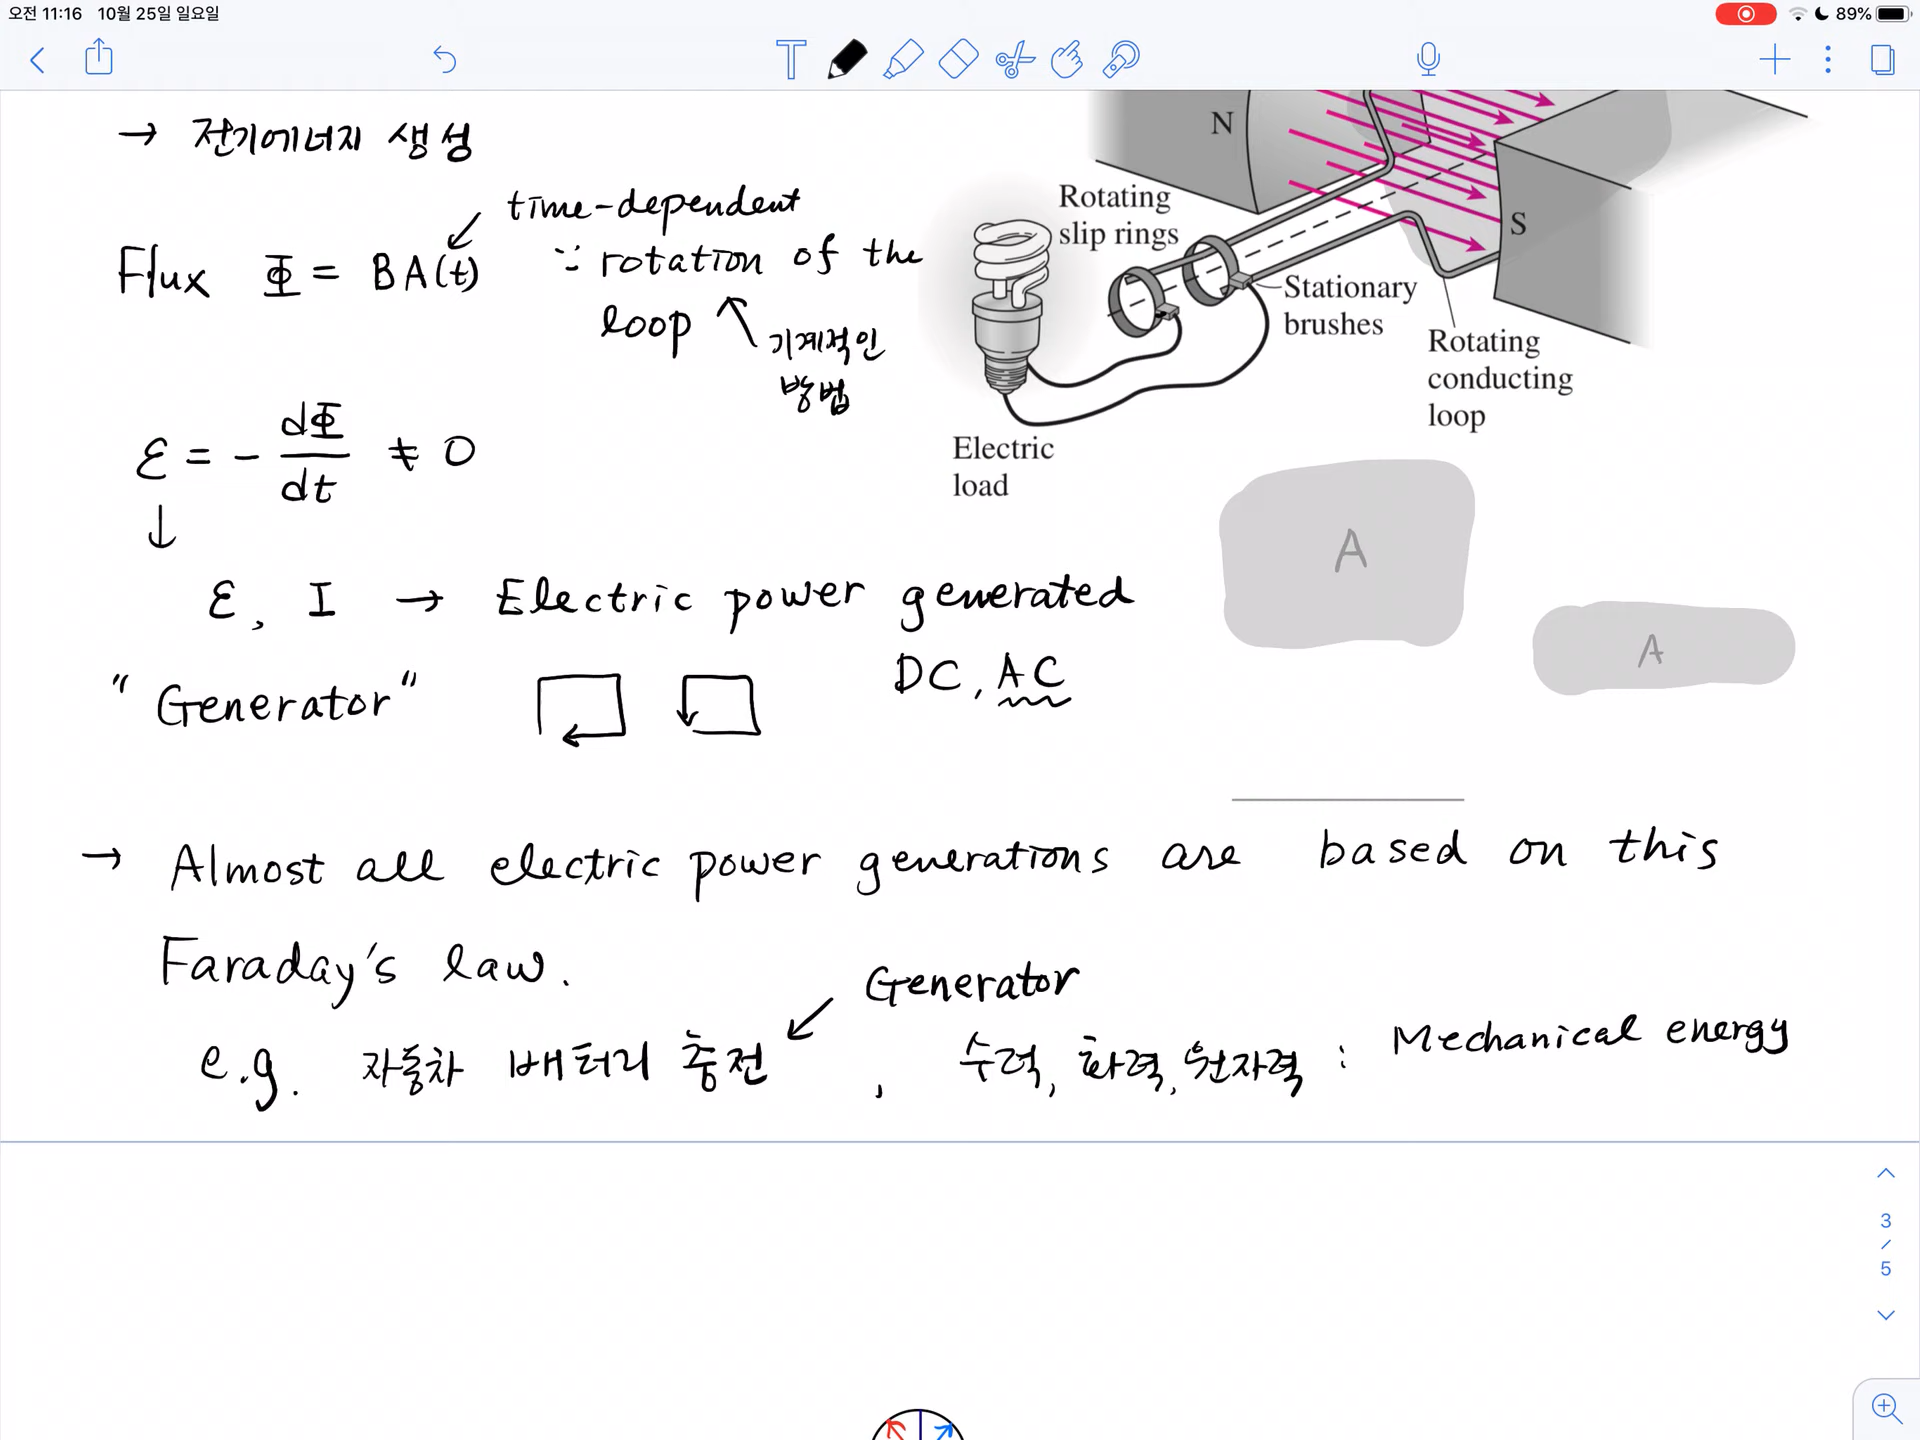 오전 11:16 10월 25일 일요일
89%
→ 전기에너지 생성
time-dependent
Flux Φ = BA(t)
∵ rotation of the
loop
기계적인
방법
ε = - dΦ/dt ≠ 0
↓
ε, I → Electric power generated
DC, AC
"Generator"
N
S
Rotating
slip rings
Stationary
brushes
Rotating
conducting
loop
Electric
load
A
A
→ Almost all electric power generations are based on this
Faraday's law.
Generator
e.g. 자동차 배터리 충전, 수력, 화력, 원자력 : Mechanical energy
3
/
5